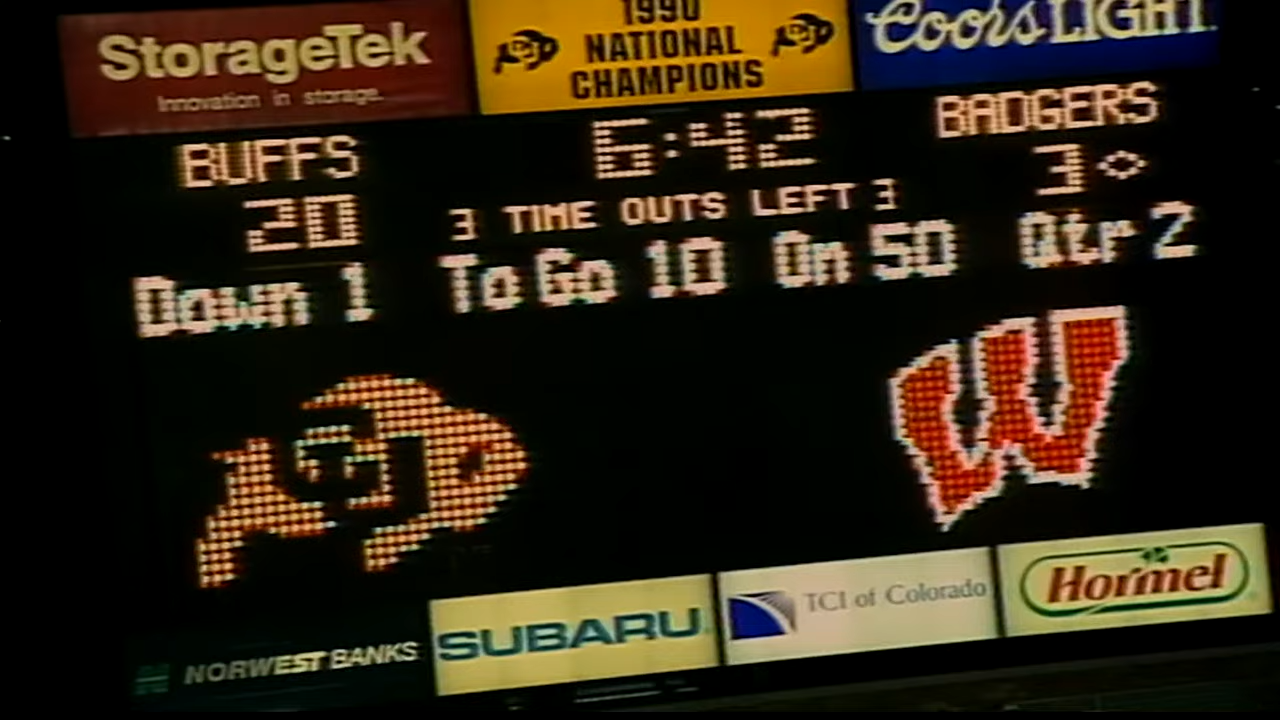 StorageTek
Innovation in storage.
1990
NATIONAL
CHAMPIONS
Coors LIGHT
BUFFS
6:42
BADGERS
20
3 TIME OUTS LEFT 3
3
Down 1 To Go 10 On 50 Qtr 2
W
NORWEST BANKS
SUBARU
TCI of Colorado
Hormel